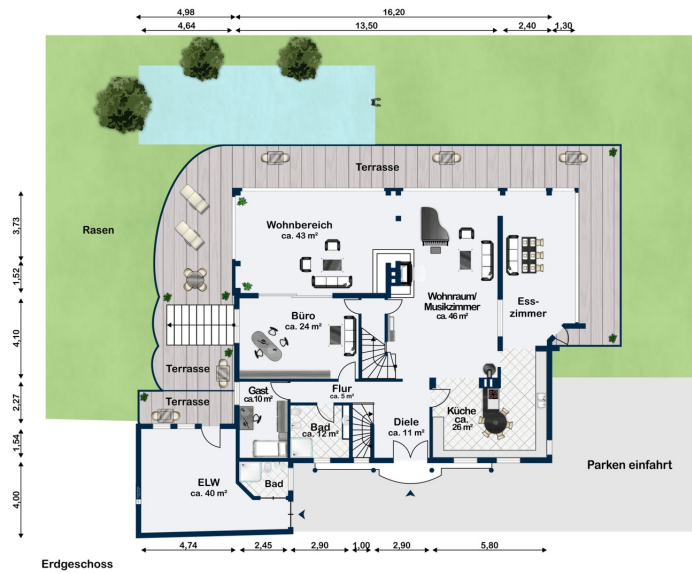 4,98
16,20
4,64
13,50
2,40
1,30
Terrasse
3,73
Rasen
Wohnbereich
ca. 43 m²
1,52
Wohnraum/
Musikzimmer
ca. 46 m²
Ess-
zimmer
4,10
Büro
ca. 24 m²
Terrasse
2,27
Terrasse
Gast
ca.10 m²
Flur
ca. 5 m²
Bad
ca. 12 m²
Diele
ca. 11 m²
Küche
ca.
26 m²
1,54
4,00
ELW
ca. 40 m²
Bad
Parken einfahrt
4,74
2,45
2,90
1,00
2,90
5,80
Erdgeschoss